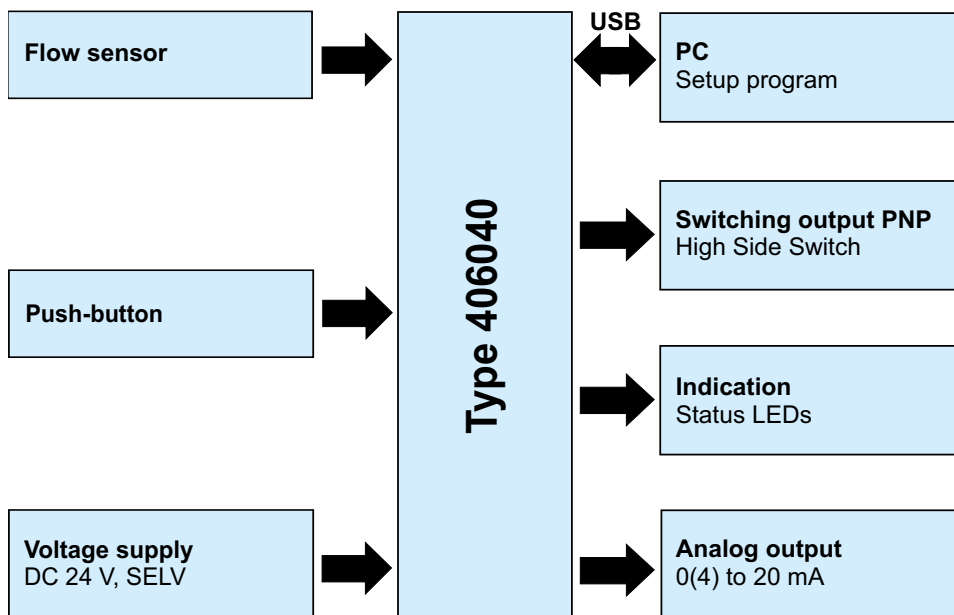 Flow sensor
Push-button
Voltage supply
DC 24 V, SELV
Type 406040
USB
PC
Setup program
Switching output PNP
High Side Switch
Indication
Status LEDs
Analog output
0(4) to 20 mA